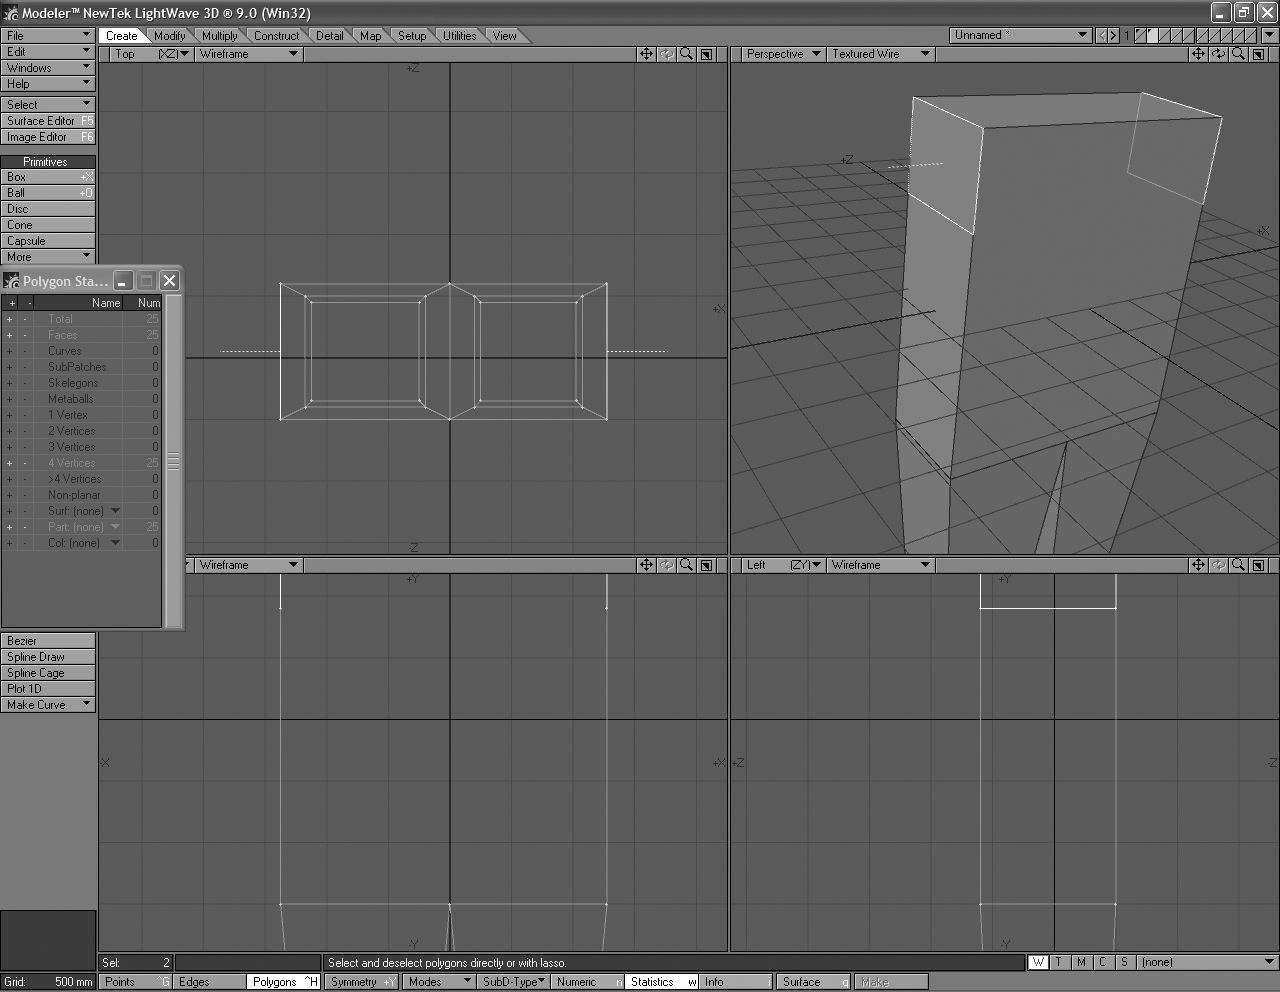 Modeler™ NewTek LightWave 3D ® 9.0 (Win32)
File
Edit
Windows
Help
Select
Surface Editor F5
Image Editor F6
Primitives
Box +X
Ball +O
Disc
Cone
Capsule
More
Create Modify Multiply Construct Detail Map Setup Utilities View
Unnamed * 1
Top (XZ) Wireframe
Perspective Textured Wire
+Z
+X
-Z
+Z
+X
Polygon Sta...
+ - Name Num
+ - Total 25
+ - Faces 25
+ - Curves 0
+ - SubPatches 0
+ - Skelegons 0
+ - Metaballs 0
+ - 1 Vertex 0
+ - 2 Vertices 0
+ - 3 Vertices 0
+ - 4 Vertices 25
+ - >4 Vertices 0
+ - Non-planar 0
+ - Surf: (none) 0
+ - Part: (none) 25
+ - Col: (none) 0
Wireframe
Left (ZY) Wireframe
+Y
-X
+X
-Y
+Y
+Z
-Z
-Y
Bezier
Spline Draw
Spline Cage
Plot 1D
Make Curve
Sel: 2
Select and deselect polygons directly or with lasso.
W T M C S (none)
Grid: 500 mm
Points ^G Edges Polygons ^H Symmetry +Y Modes SubD-Type Numeric n Statistics w Info i Surface q Make